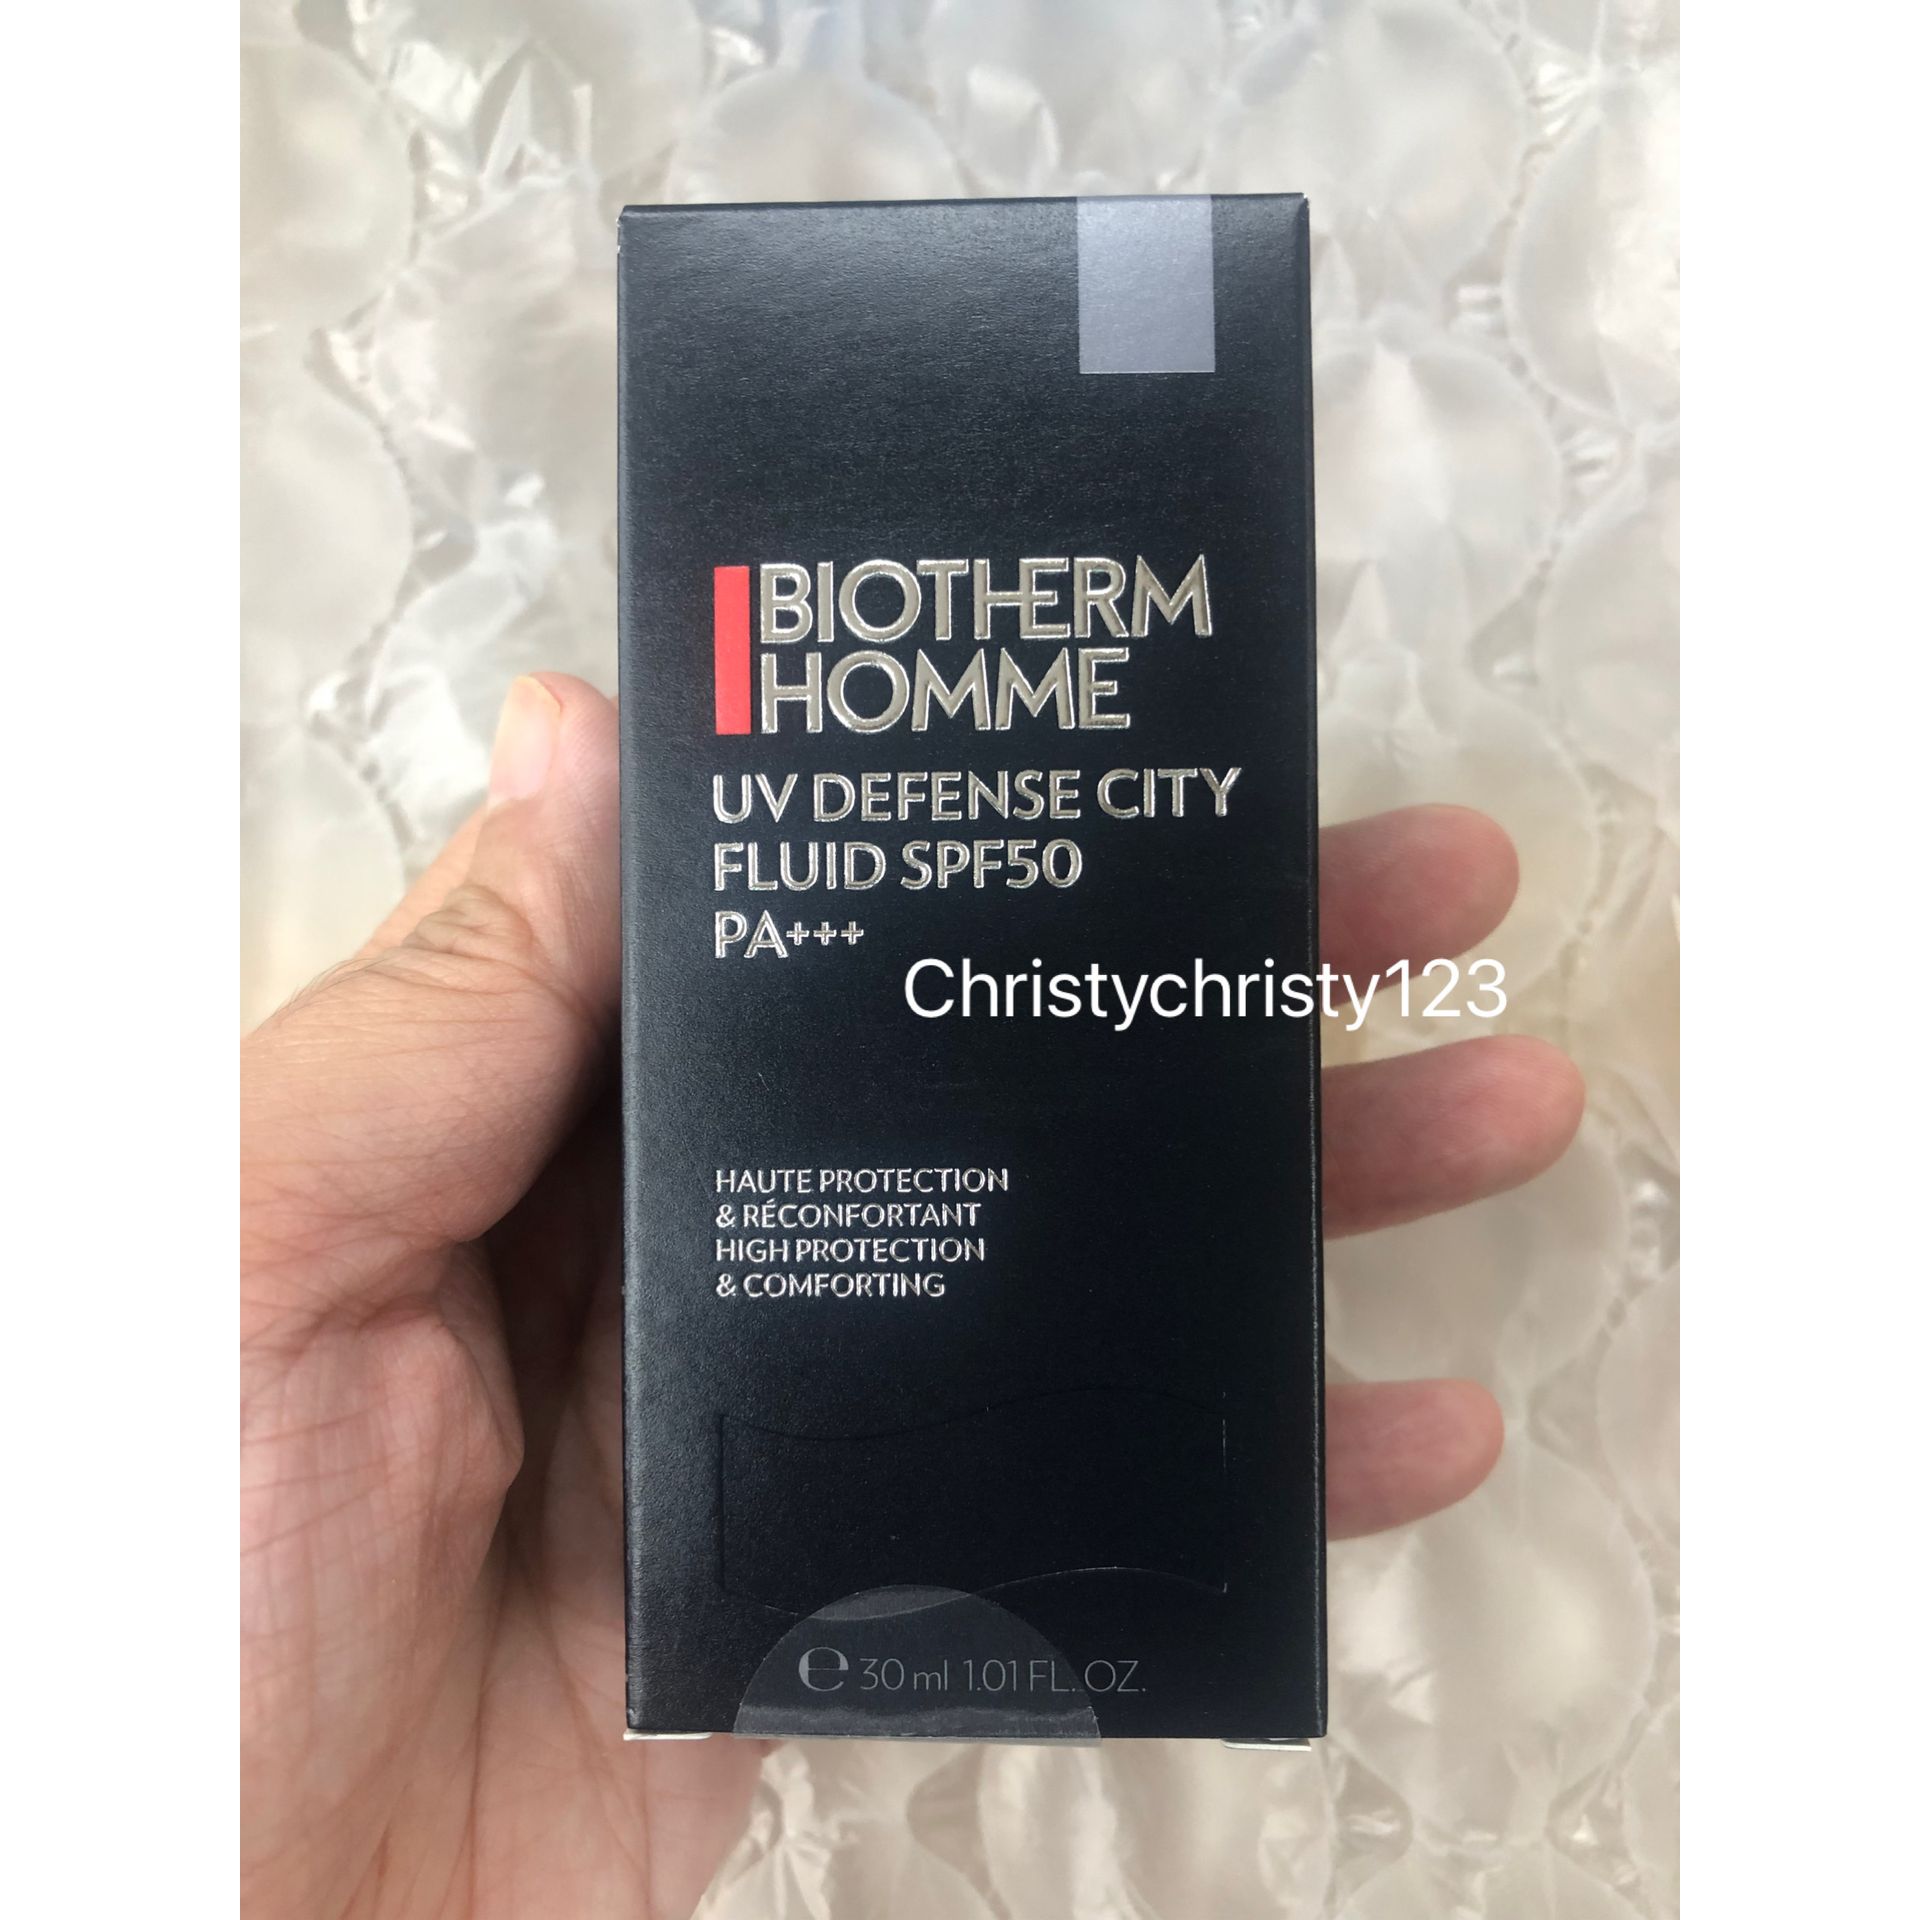 BIOTHERM
HOMME
UV DEFENSE CITY
FLUID SPF50
PA+++
Christychristy123
HAUTE PROTECTION
& RÉCONFORTANT
HIGH PROTECTION
& COMFORTING
℮ 30 ml 1.01 FL. OZ.